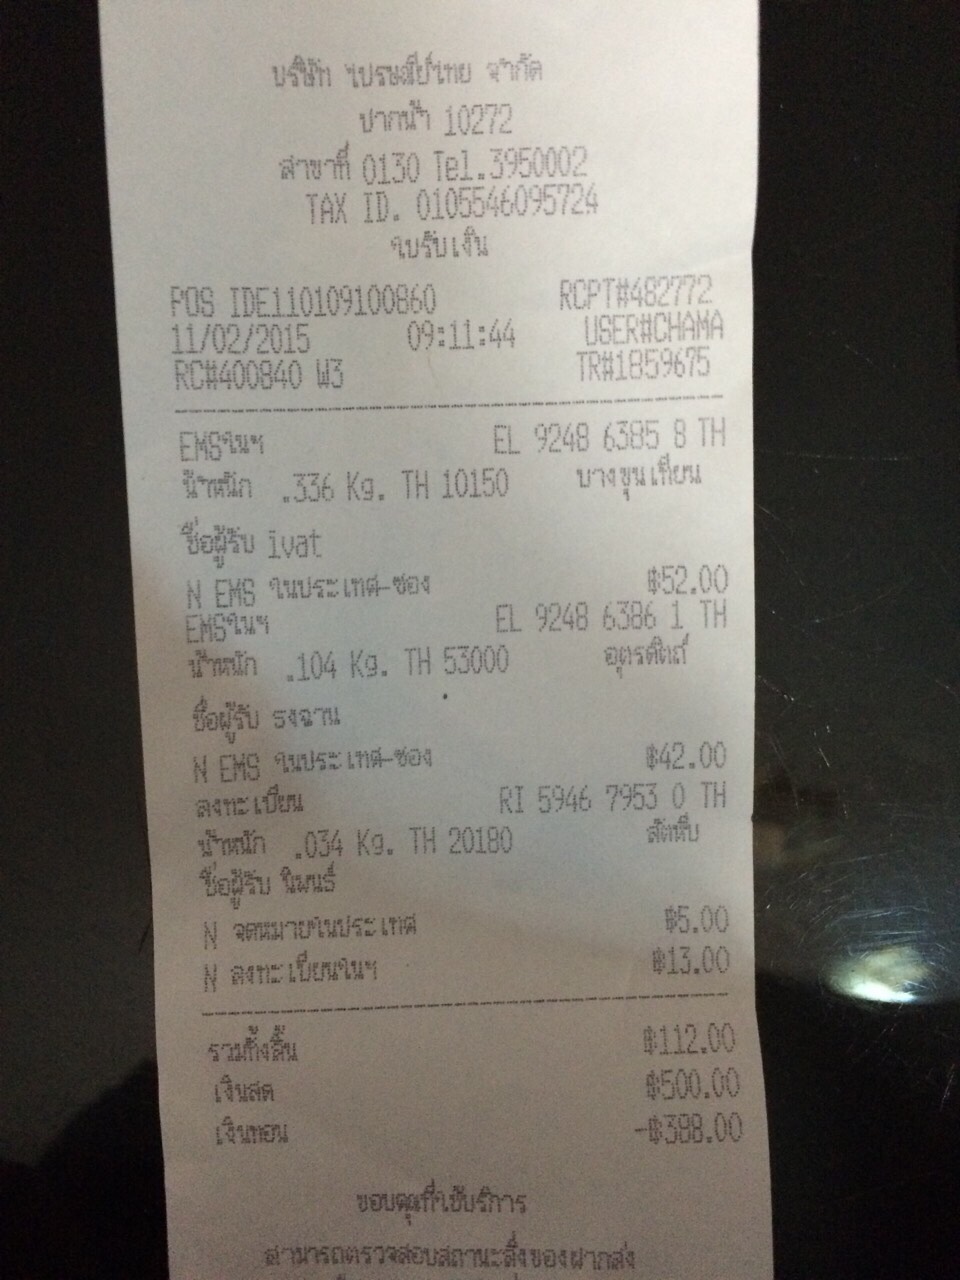 บริษัท ไปรษณีย์ไทย จำกัด
ปากน้ำ 10272
สาขาที่ 0130 Tel.3950002
TAX ID. 0105546095724
ใบรับเงิน
POS IDE110109100860 RCPT#482772
11/02/2015 09:11:44 USER#CHAMA
RC#400840 W3 TR#1859675
EMSในฯ EL 9248 6385 8 TH
น้ำหนัก .336 Kg. TH 10150 บางขุนเทียน
ชื่อผู้รับ ivat
N EMS ในประเทศ-ซอง ฿52.00
EMSในฯ EL 9248 6386 1 TH
น้ำหนัก .104 Kg. TH 53000 อุตรดิตถ์
ชื่อผู้รับ รงฉาน
N EMS ในประเทศ-ซอง ฿42.00
ลงทะเบียน RI 5946 7953 0 TH
น้ำหนัก .034 Kg. TH 20180 สัตหีบ
ชื่อผู้รับ นิพนธ์
N จดหมายในประเทศ ฿5.00
N ลงทะเบียนในฯ ฿13.00
รวมทั้งสิ้น ฿112.00
เงินสด ฿500.00
เงินทอน -฿388.00
ขอบคุณที่ใช้บริการ
สามารถตรวจสอบสถานะสิ่งของฝากส่ง